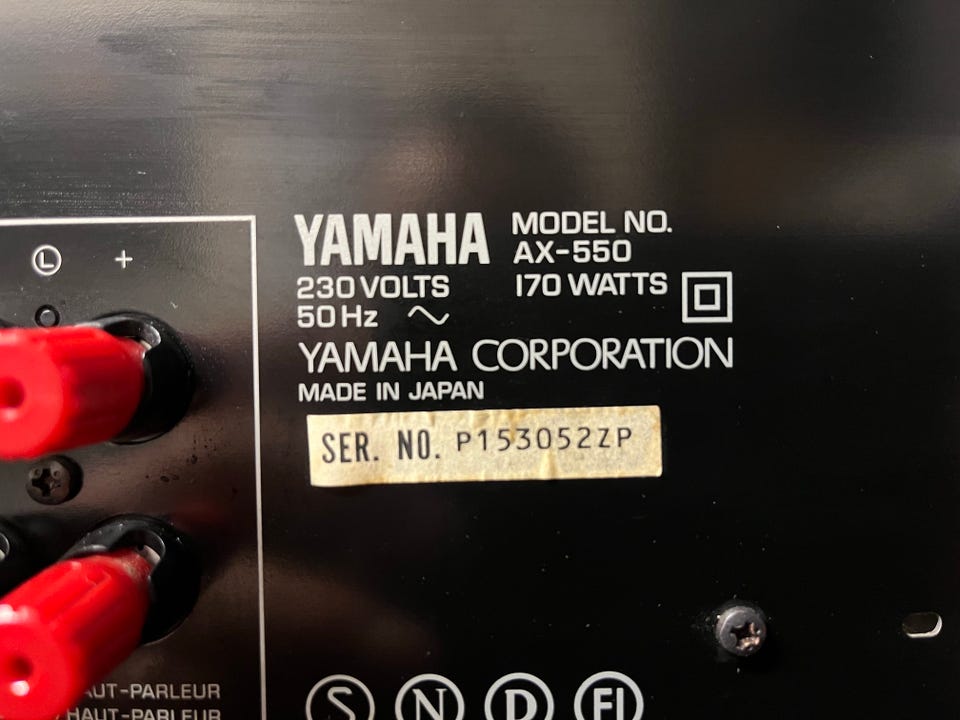 YAMAHA MODEL NO.
AX-550
230 VOLTS 170 WATTS
50 Hz
YAMAHA CORPORATION
MADE IN JAPAN
SER. NO. P153052ZP
L +
HAUT-PARLEUR
HAUT-PARLEUR
S N D FI